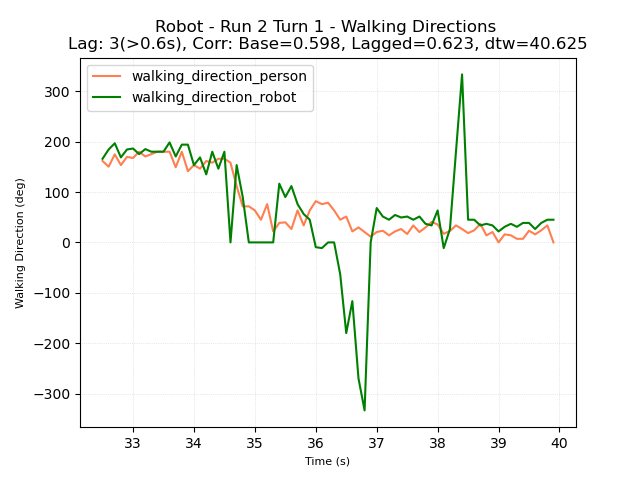 Robot - Run 2 Turn 1 - Walking Directions
Lag: 3(>0.6s), Corr: Base=0.598, Lagged=0.623, dtw=40.625
walking_direction_person
walking_direction_robot
Walking Direction (deg)
300
200
100
0
−100
−200
−300
33 34 35 36 37 38 39 40
Time (s)